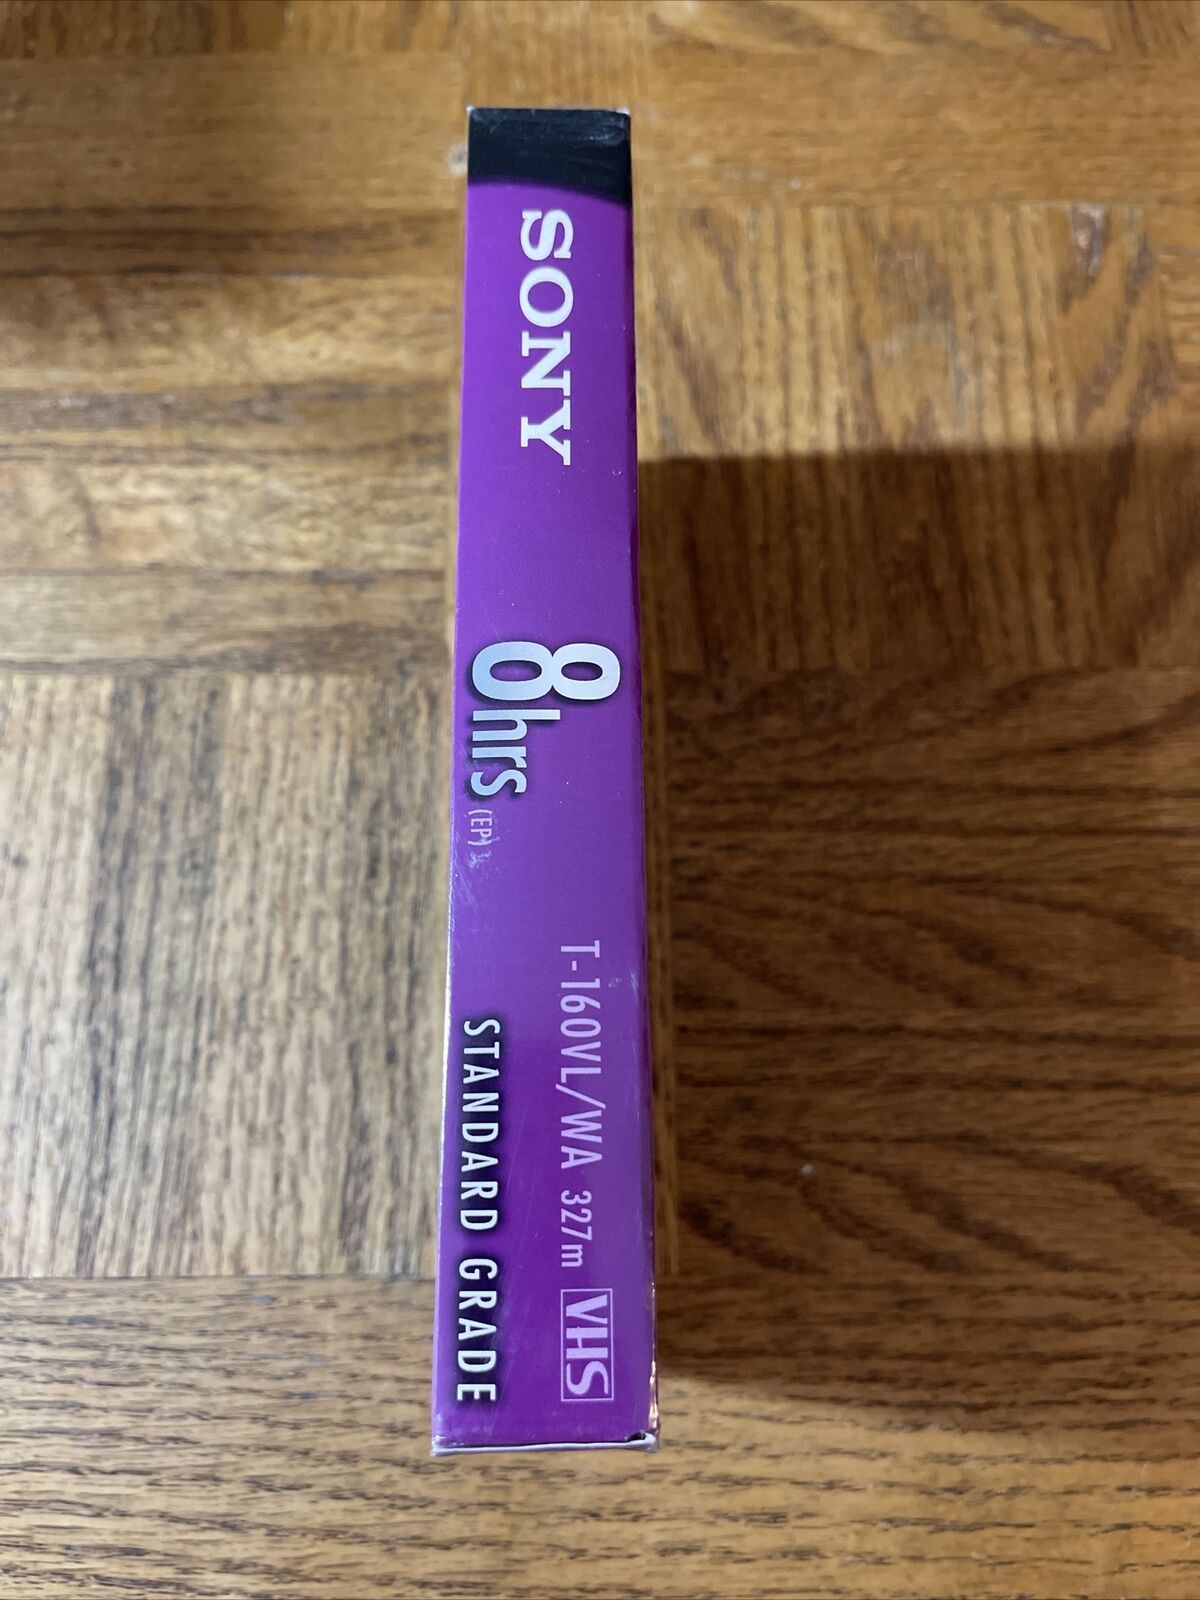 SONY
8hrs (EP)
T-160VL/WA 327m VHS
STANDARD GRADE